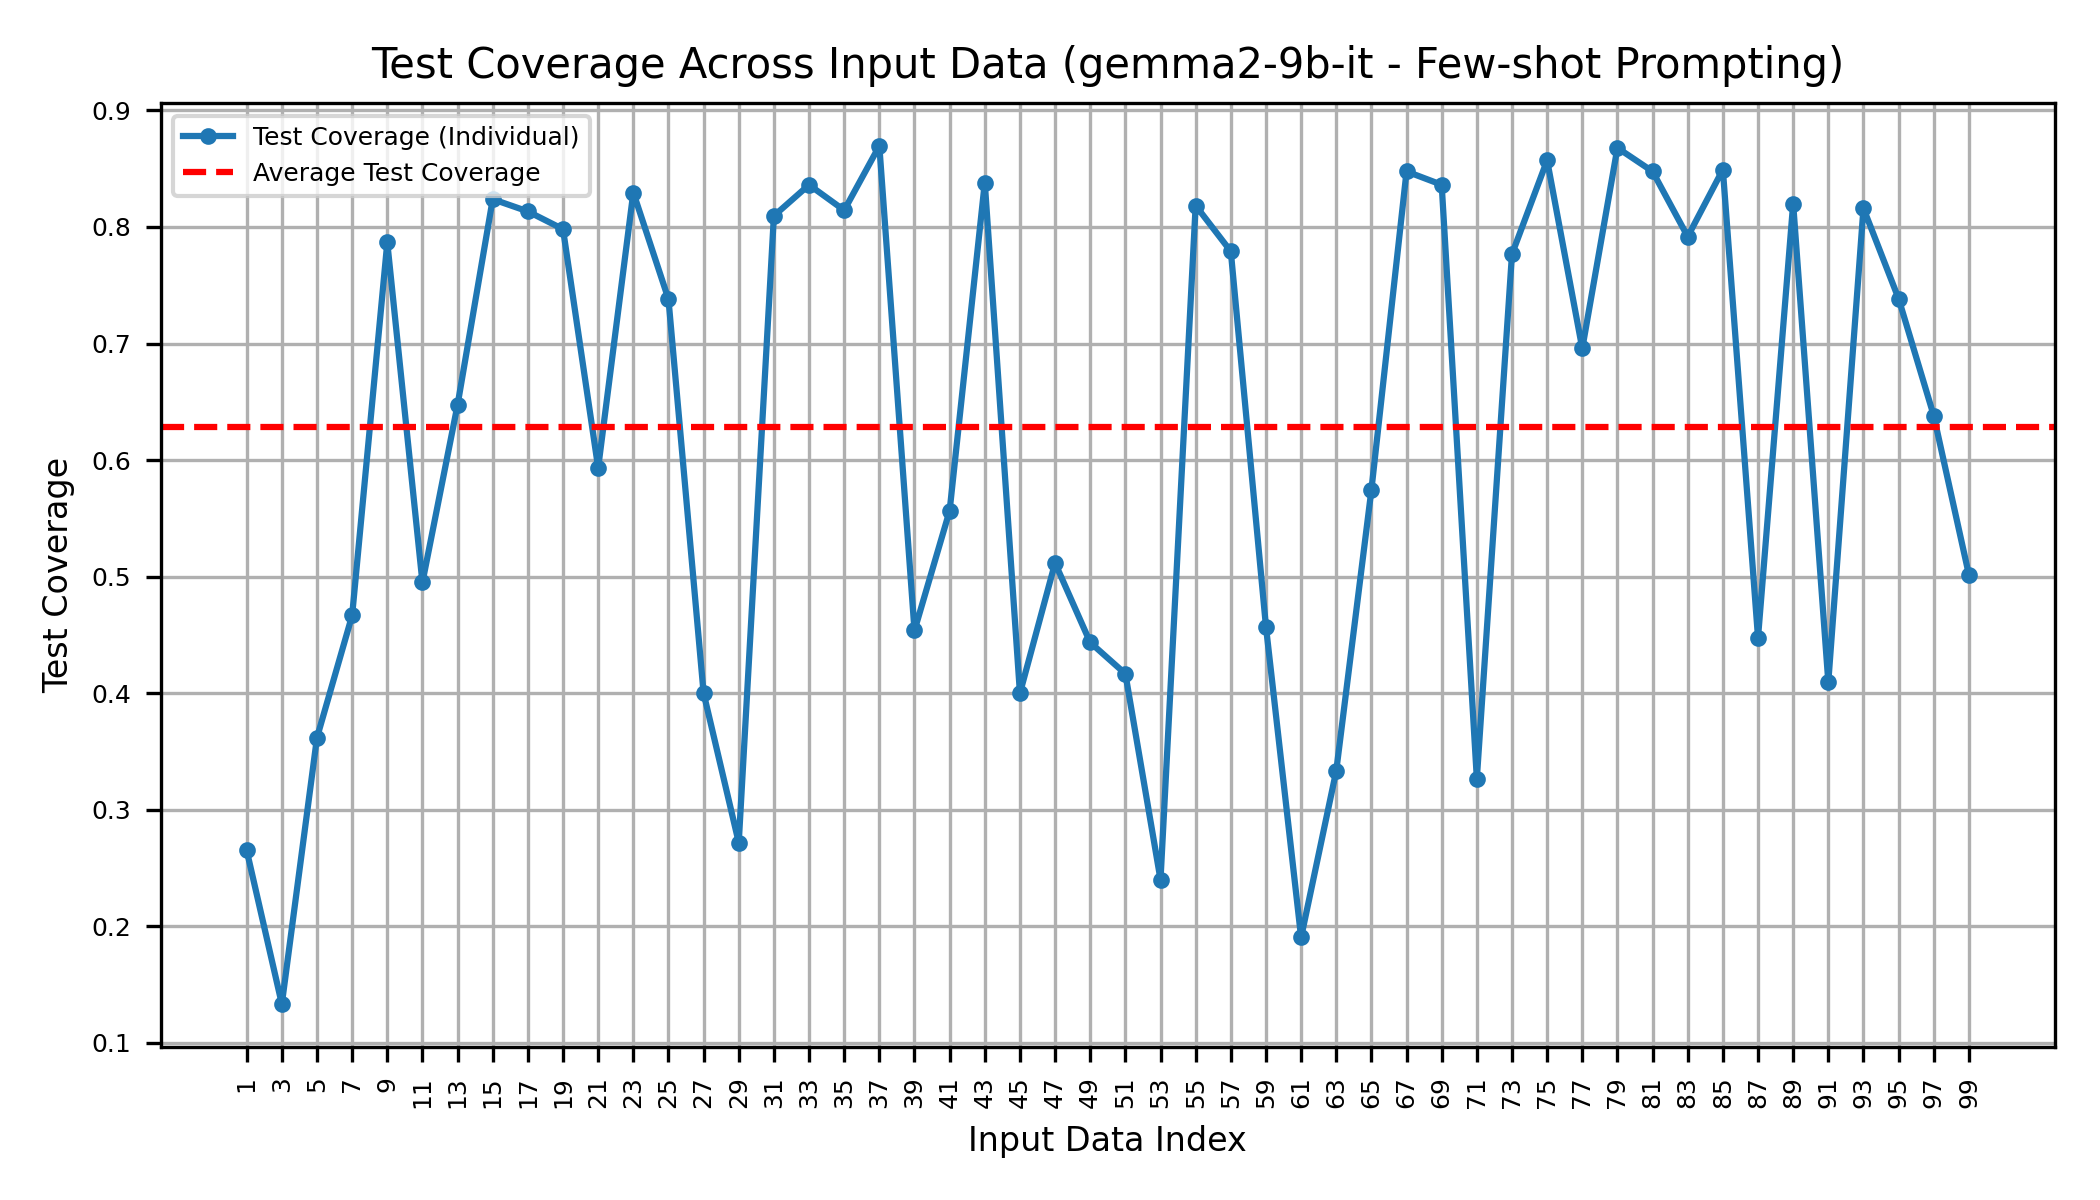 Test Coverage Across Input Data (gemma2-9b-it - Few-shot Prompting)
Test Coverage (Individual)
Average Test Coverage
Test Coverage
0.9
0.8
0.7
0.6
0.5
0.4
0.3
0.2
0.1
1 3 5 7 9 11 13 15 17 19 21 23 25 27 29 31 33 35 37 39 41 43 45 47 49 51 53 55 57 59 61 63 65 67 69 71 73 75 77 79 81 83 85 87 89 91 93 95 97 99
Input Data Index